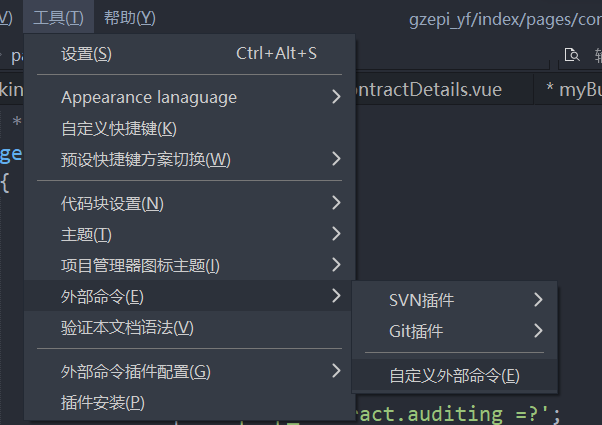 V) 工具(T) 帮助(Y) gzepi_yf/index/pages/con
设置(S) Ctrl+Alt+S
pa
Appearance lanaguage
kin ntractDetails.vue * myBu
自定义快捷键(K)
*
ge
预设快捷键方案切换(W)
{
代码块设置(N)
主题(T)
项目管理器图标主题(I)
外部命令(E)
SVN插件
验证本文档语法(V)
Git插件
外部命令插件配置(G)
自定义外部命令(E)
插件安装(P)
ract.auditing =?';